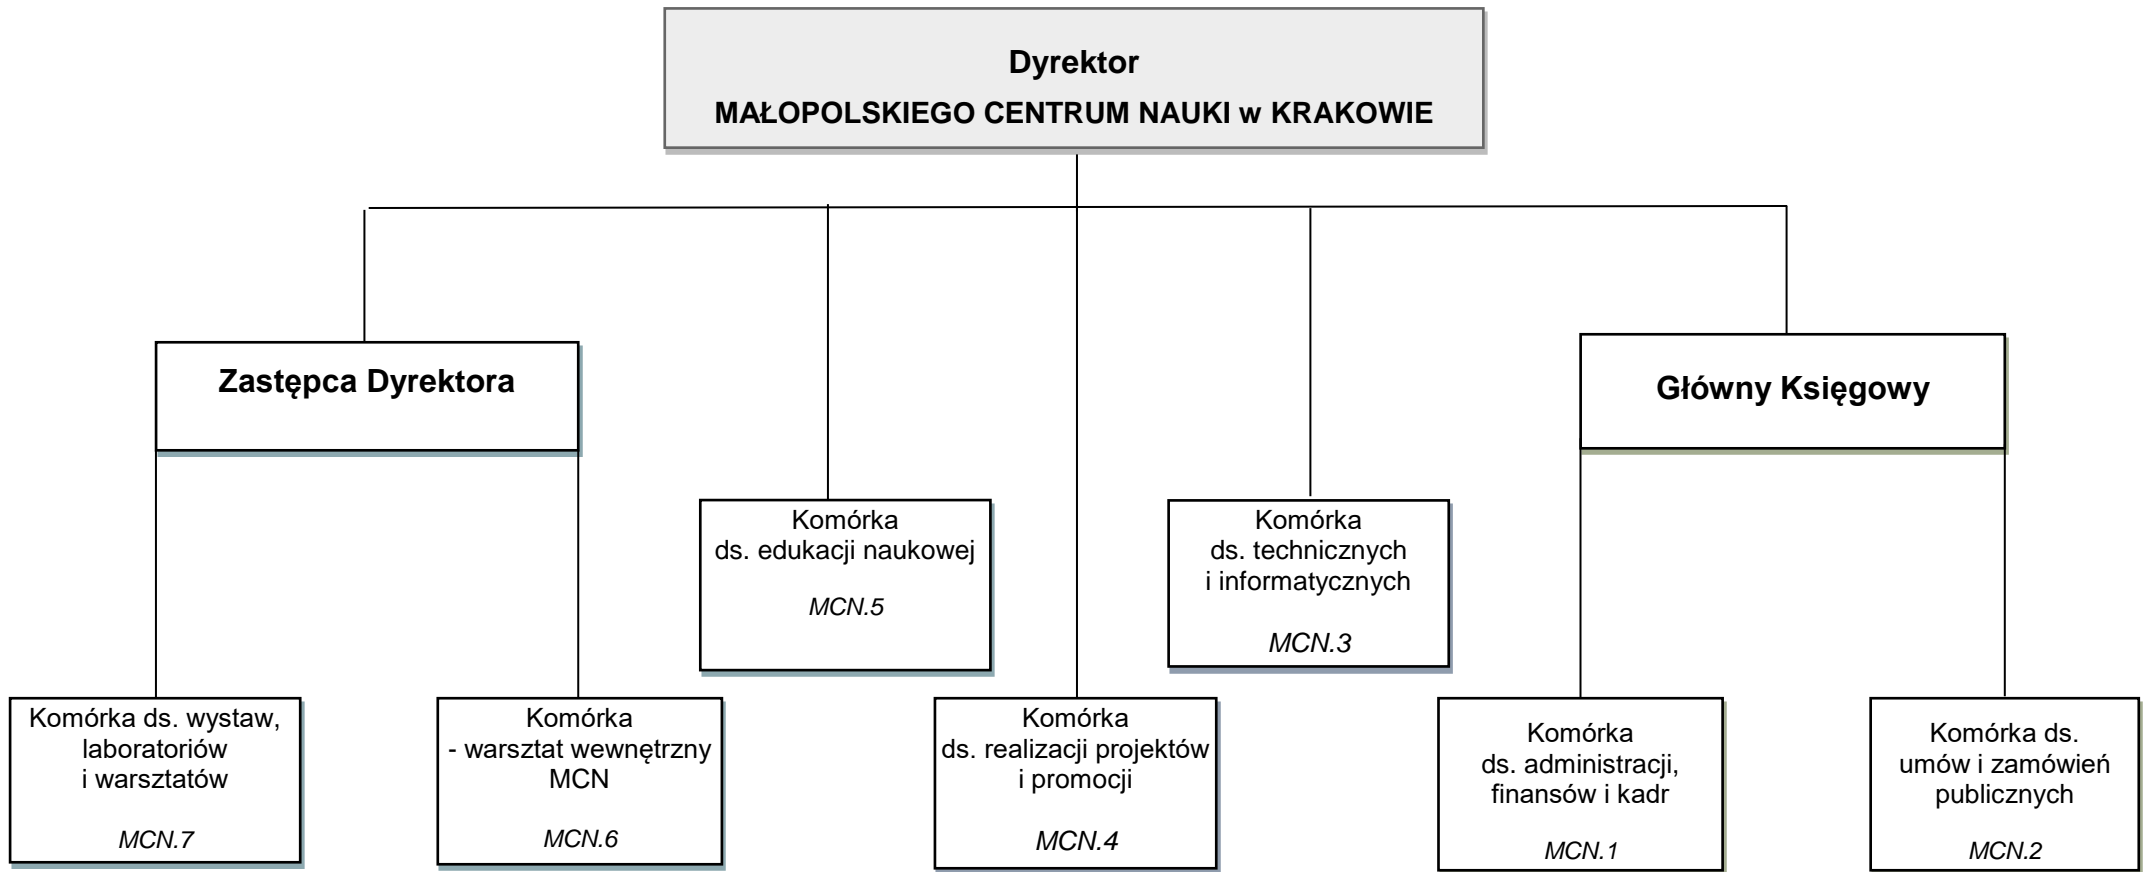 Dyrektor
MAŁOPOLSKIEGO CENTRUM NAUKI w KRAKOWIE
Zastępca Dyrektora
Główny Księgowy
Komórka
ds. edukacji naukowej
MCN.5
Komórka
ds. technicznych
i informatycznych
MCN.3
Komórka ds. wystaw,
laboratoriów
i warsztatów
MCN.7
Komórka
- warsztat wewnętrzny
MCN
MCN.6
Komórka
ds. realizacji projektów
i promocji
MCN.4
Komórka
ds. administracji,
finansów i kadr
MCN.1
Komórka ds.
umów i zamówień
publicznych
MCN.2